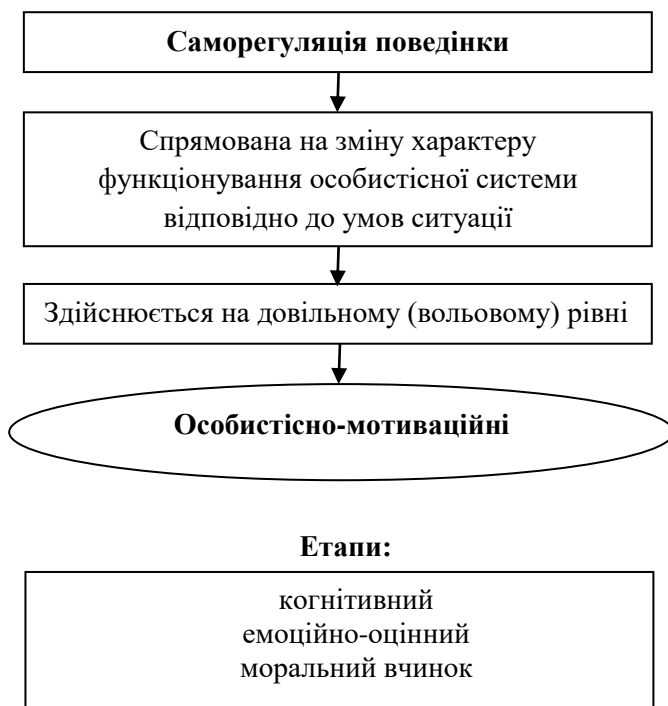 Саморегуляція поведінки
Спрямована на зміну характеру
функціонування особистісної системи
відповідно до умов ситуації
Здійснюється на довільному (вольовому) рівні
Особистісно-мотиваційні
Етапи:
когнітивний
емоційно-оцінний
моральний вчинок